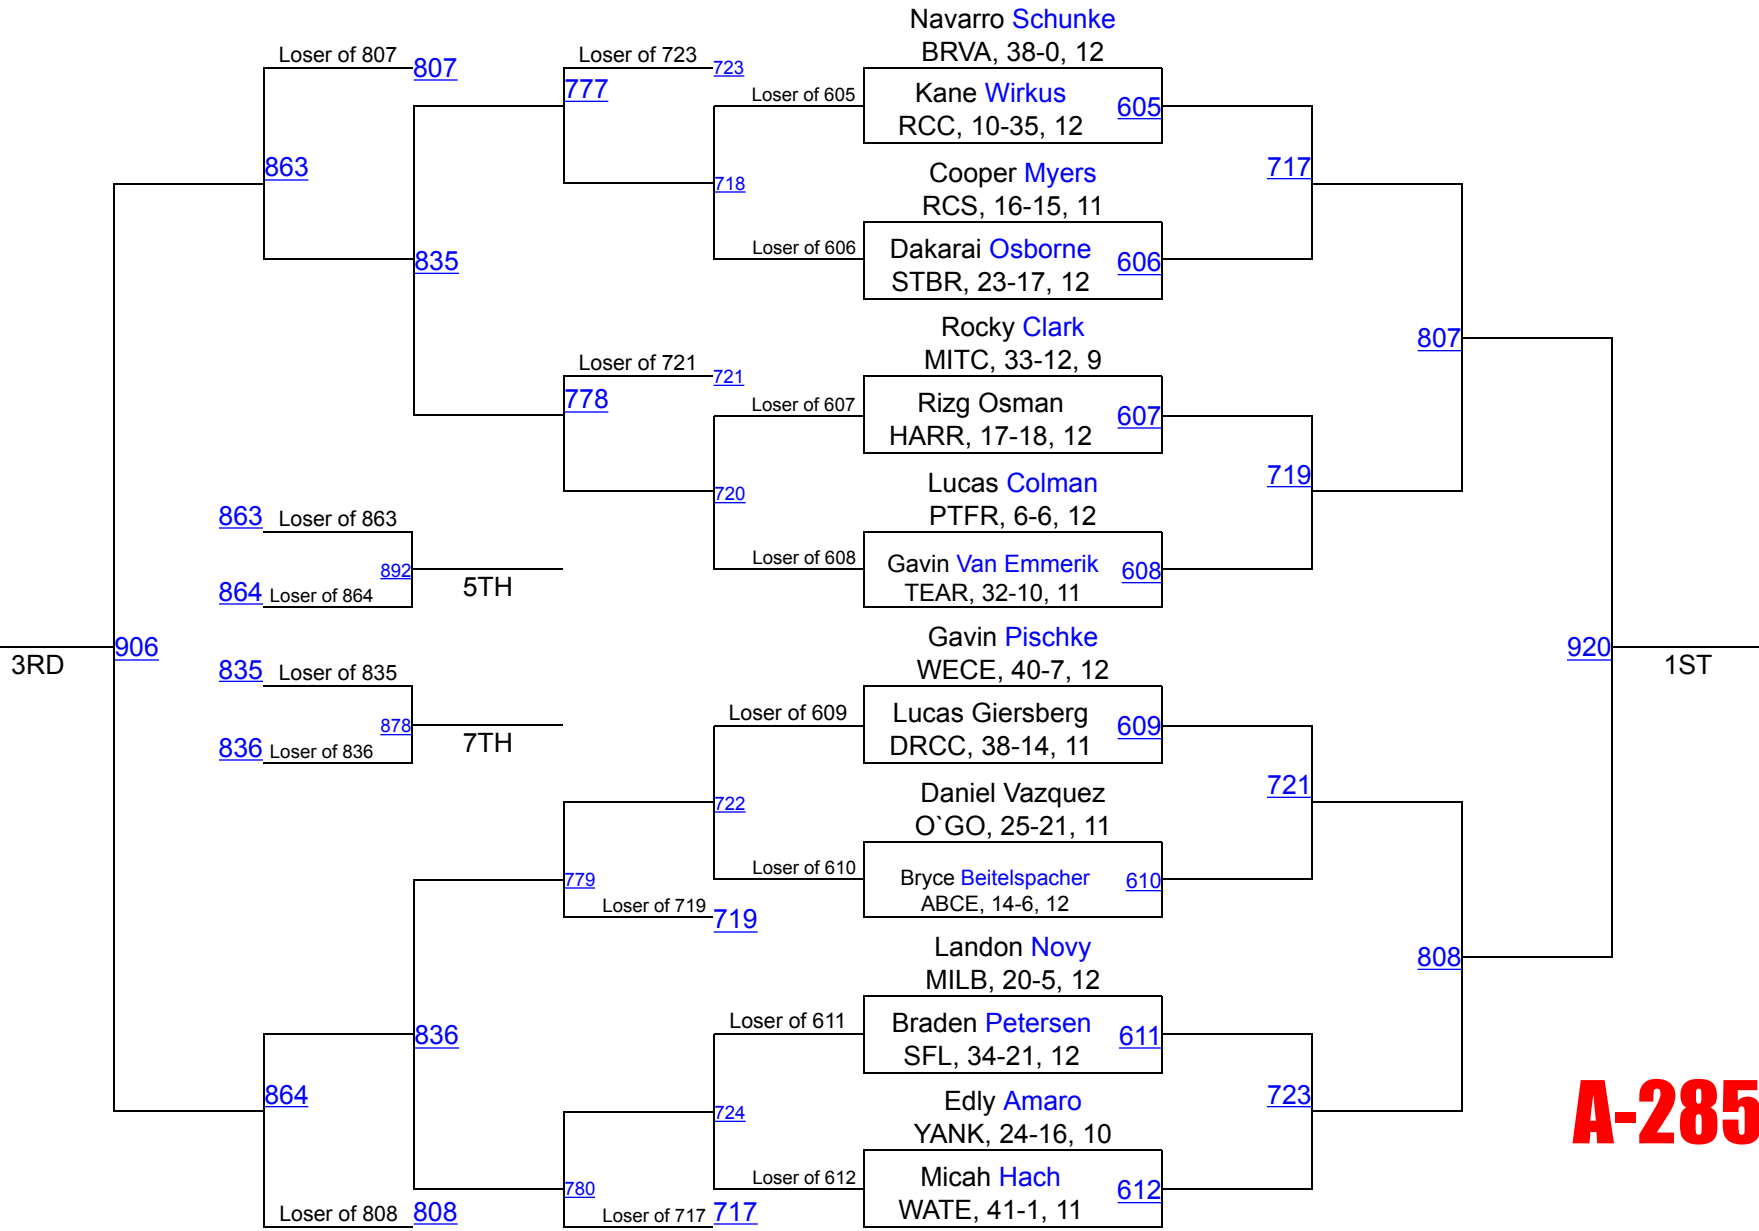 Navarro Schunke
BRVA, 38-0, 12
Loser of 807
807
Loser of 723
723
777
Loser of 605
Kane Wirkus
RCC, 10-35, 12
605
863
718
Cooper Myers
RCS, 16-15, 11
717
835
Loser of 606
Dakarai Osborne
STBR, 23-17, 12
606
Rocky Clark
MITC, 33-12, 9
807
Loser of 721
721
778
Loser of 607
Rizg Osman
HARR, 17-18, 12
607
720
Lucas Colman
PTFR, 6-6, 12
719
863
Loser of 863
892
5TH
864
Loser of 864
Loser of 608
Gavin Van Emmerik
TEAR, 32-10, 11
608
3RD
906
Gavin Pischke
WECE, 40-7, 12
920
1ST
835
Loser of 835
878
7TH
836
Loser of 836
Loser of 609
Lucas Giersberg
DRCC, 38-14, 11
609
722
Daniel Vazquez
O`GO, 25-21, 11
721
779
Loser of 610
Bryce Beitelspacher
ABCE, 14-6, 12
610
Loser of 719
719
Landon Novy
MILB, 20-5, 12
808
836
Loser of 611
Braden Petersen
SFL, 34-21, 12
611
864
724
Edly Amaro
YANK, 24-16, 10
723
A-285
780
Loser of 612
Micah Hach
WATE, 41-1, 11
612
Loser of 808
808
Loser of 717
717